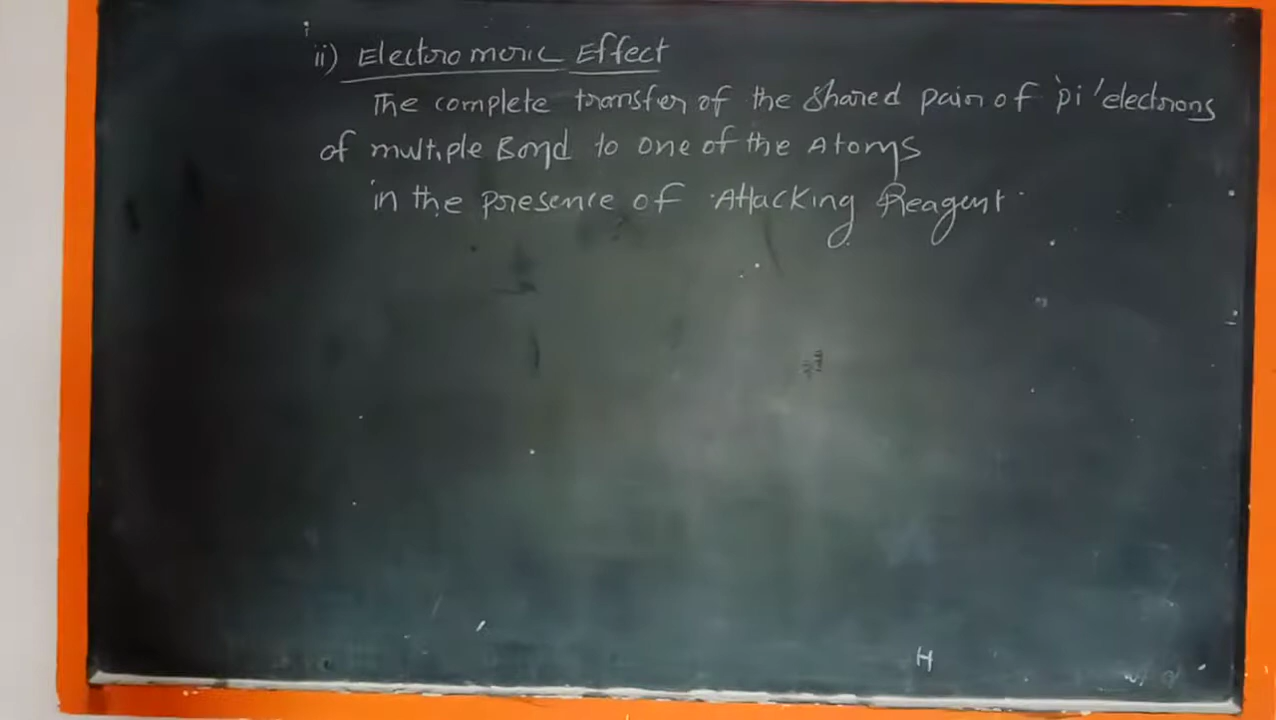 ii) Electromeric Effect
The complete transfer of the shared pair of 'pi' electrons
of multiple Bond to one of the Atoms
in the presence of Attacking Reagent.
H